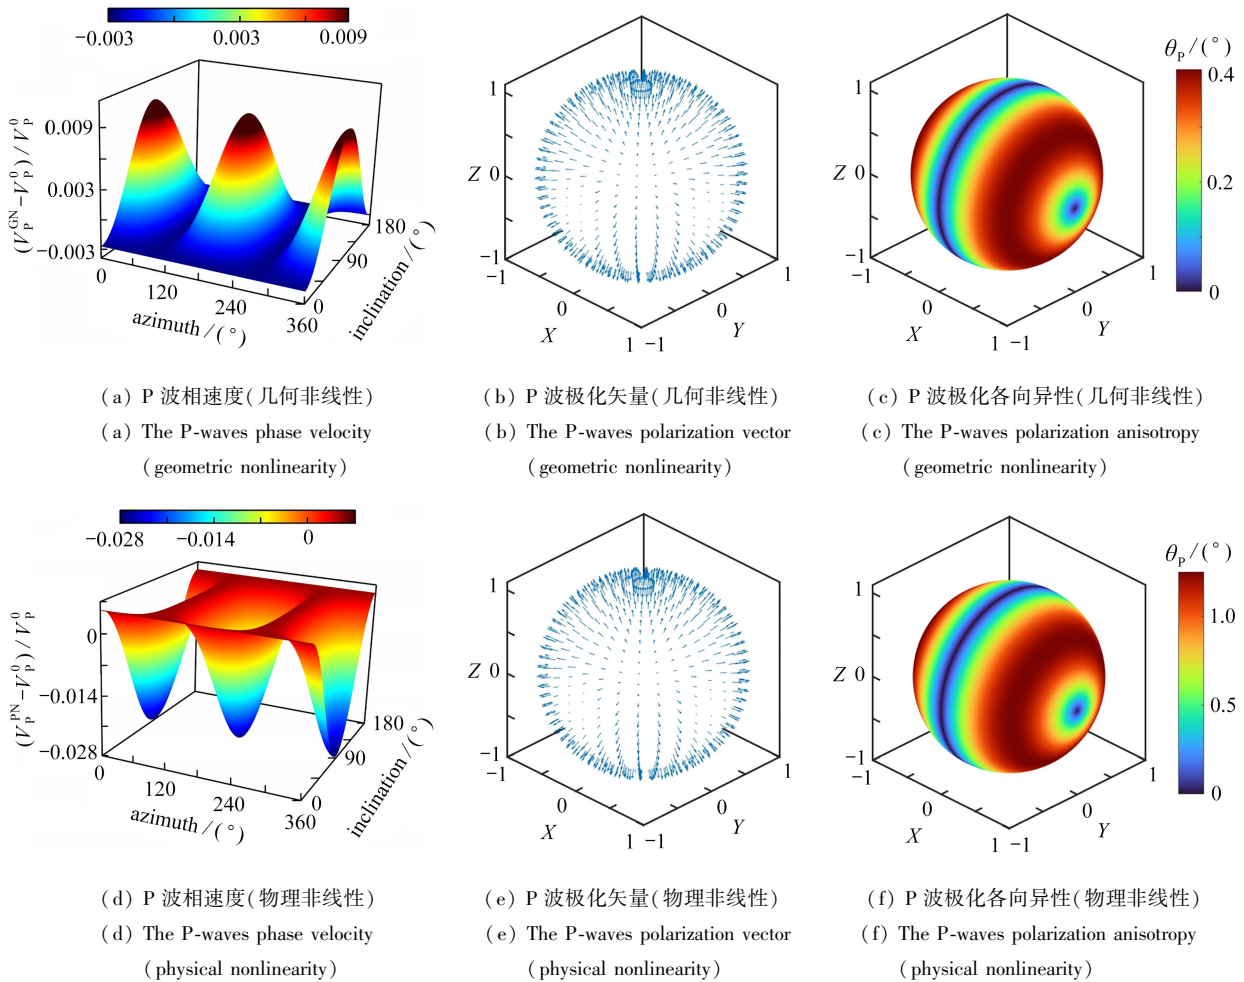 −0.003 0.003 0.009
(V_P^GN − V_P^0) / V_P^0
0.009
0.003
−0.003
0 120 240 360
azimuth / (°)
0 90 180
inclination / (°)
1
Z 0
−1
−1 0 1
X
−1 0 1
Y
1
Z 0
−1
−1 0 1
X
−1 0 1
Y
θ_P / (°)
0.4
0.2
0
(a) P 波相速度(几何非线性)
(a) The P-waves phase velocity
(geometric nonlinearity)
(b) P 波极化矢量(几何非线性)
(b) The P-waves polarization vector
(geometric nonlinearity)
(c) P 波极化各向异性(几何非线性)
(c) The P-waves polarization anisotropy
(geometric nonlinearity)
−0.028 −0.014 0
(V_P^PN − V_P^0) / V_P^0
0
−0.014
−0.028
0 120 240 360
azimuth / (°)
0 90 180
inclination / (°)
1
Z 0
−1
−1 0 1
X
−1 0 1
Y
1
Z 0
−1
−1 0 1
X
−1 0 1
Y
θ_P / (°)
1.0
0.5
0
(d) P 波相速度(物理非线性)
(d) The P-waves phase velocity
(physical nonlinearity)
(e) P 波极化矢量(物理非线性)
(e) The P-waves polarization vector
(physical nonlinearity)
(f) P 波极化各向异性(物理非线性)
(f) The P-waves polarization anisotropy
(physical nonlinearity)